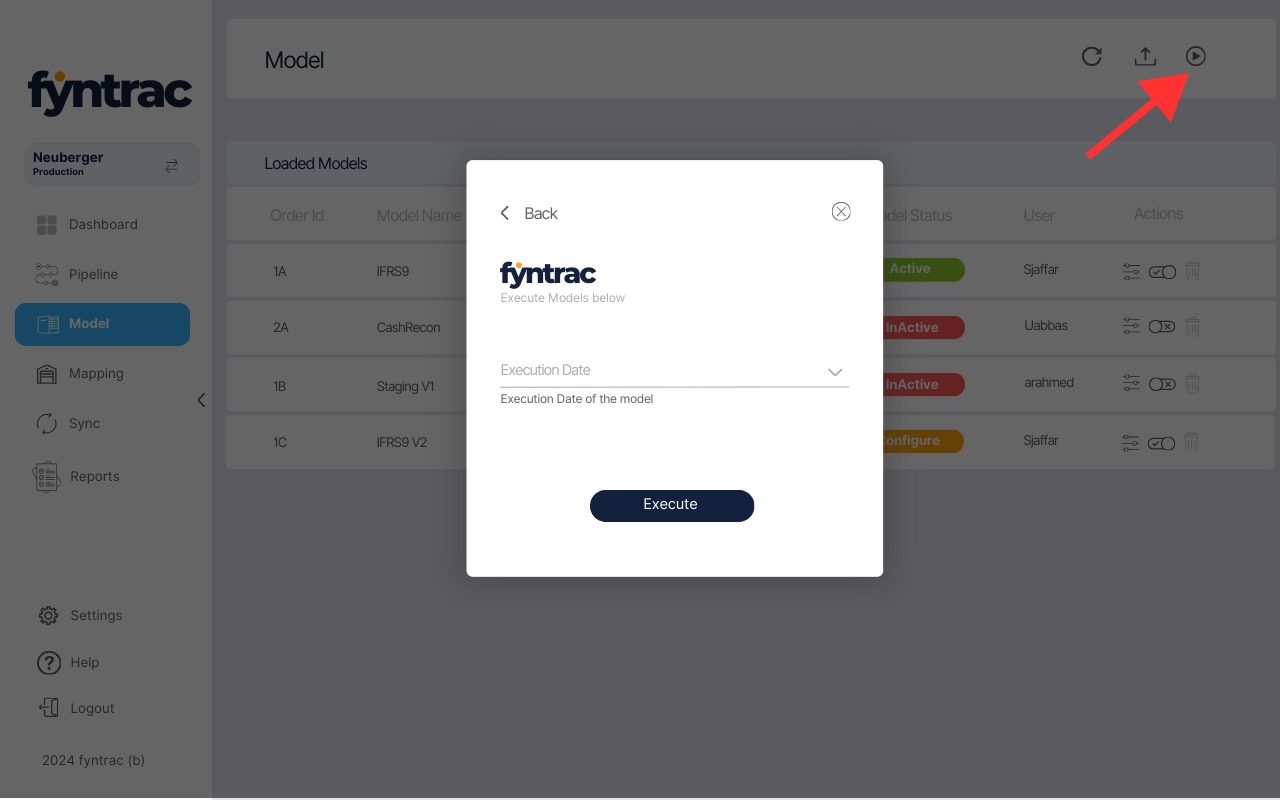 fyntrac
Neuberger
Production
Dashboard
Pipeline
Model
Mapping
Sync
Reports
Settings
Help
Logout
2024 fyntrac (b)
Model
Loaded Models
Order Id Model Name del Status User Actions
1A IFRS9 Active Sjaffar
2A CashRecon InActive Uabbas
1B Staging V1 InActive arahmed
1C IFRS9 V2 Configure Sjaffar
Back
fyntrac
Execute Models below
Execution Date
Execution Date of the model
Execute